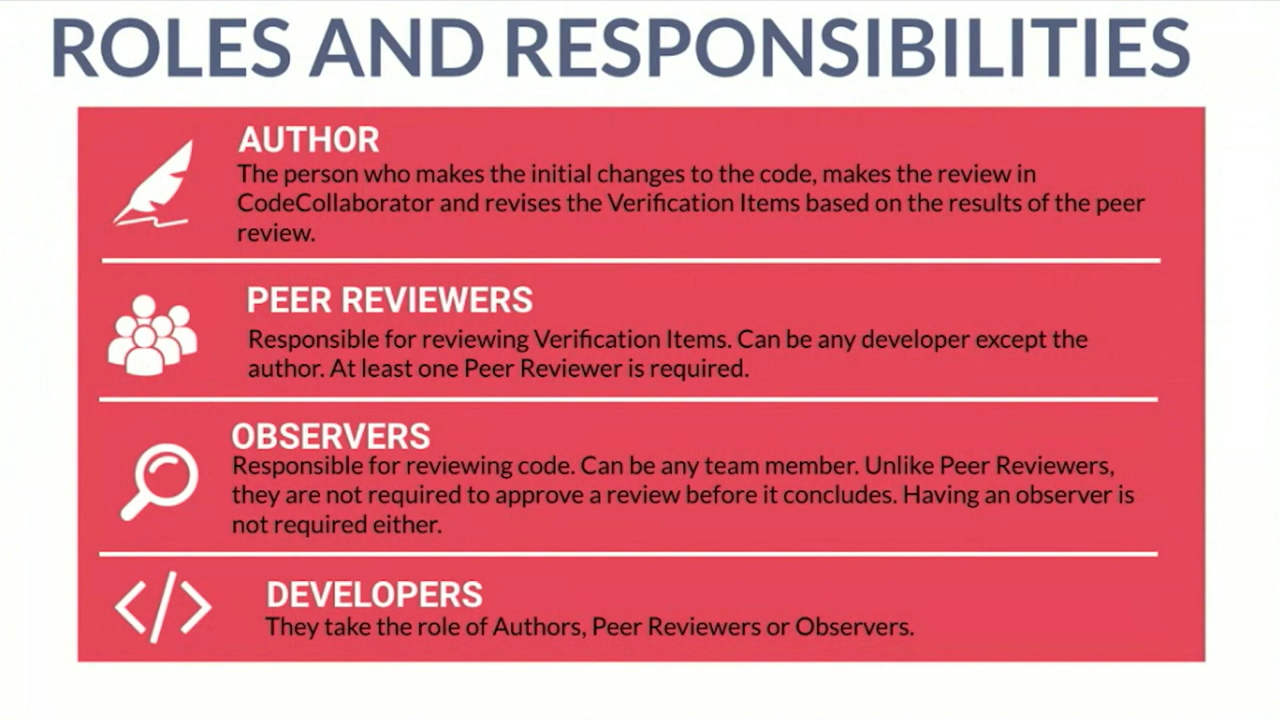 ROLES AND RESPONSIBILITIES
AUTHOR
The person who makes the initial changes to the code, makes the review in
CodeCollaborator and revises the Verification Items based on the results of the peer
review.
PEER REVIEWERS
Responsible for reviewing Verification Items. Can be any developer except the
author. At least one Peer Reviewer is required.
OBSERVERS
Responsible for reviewing code. Can be any team member. Unlike Peer Reviewers,
they are not required to approve a review before it concludes. Having an observer is
not required either.
DEVELOPERS
They take the role of Authors, Peer Reviewers or Observers.